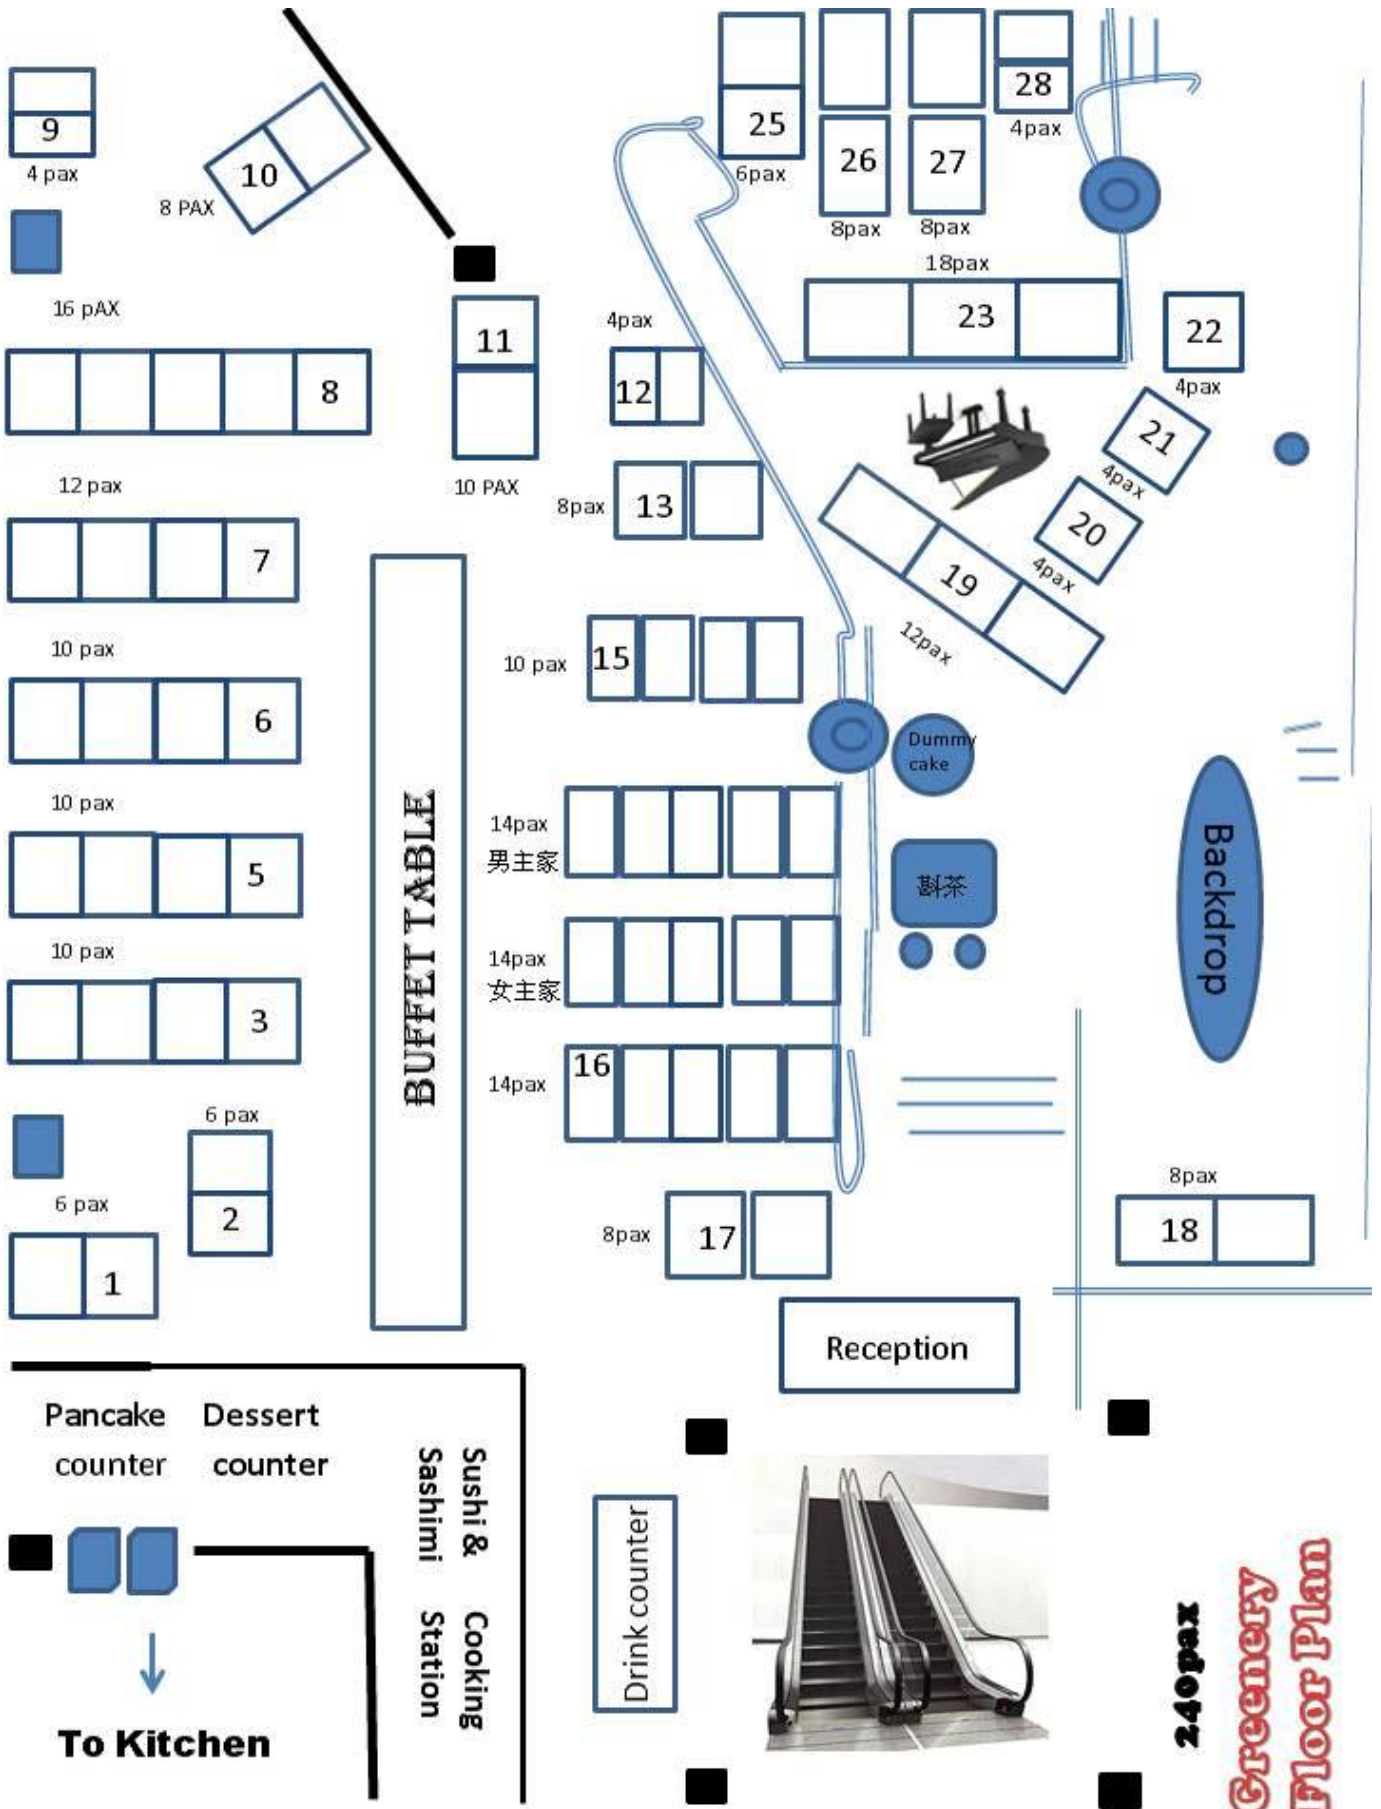 9
4 pax
10
8 PAX
25
6pax
26
8pax
27
8pax
28
4pax
18pax
23
22
4pax
16 pAX
8
11
10 PAX
4pax
12
21
4pax
20
4pax
19
12pax
8pax
13
12 pax
7
10 pax
6
10 pax
15
10 pax
5
10 pax
3
BUFFET TABLE
Dummy
cake
14pax
男主家
14pax
女主家
斟茶
Backdrop
14pax
16
6 pax
2
6 pax
1
8pax
17
8pax
18
Reception
Pancake
counter
Dessert
counter
Sushi &
Sashimi
Cooking
Station
Drink counter
To Kitchen
240pax
Greenery
Floor Plan